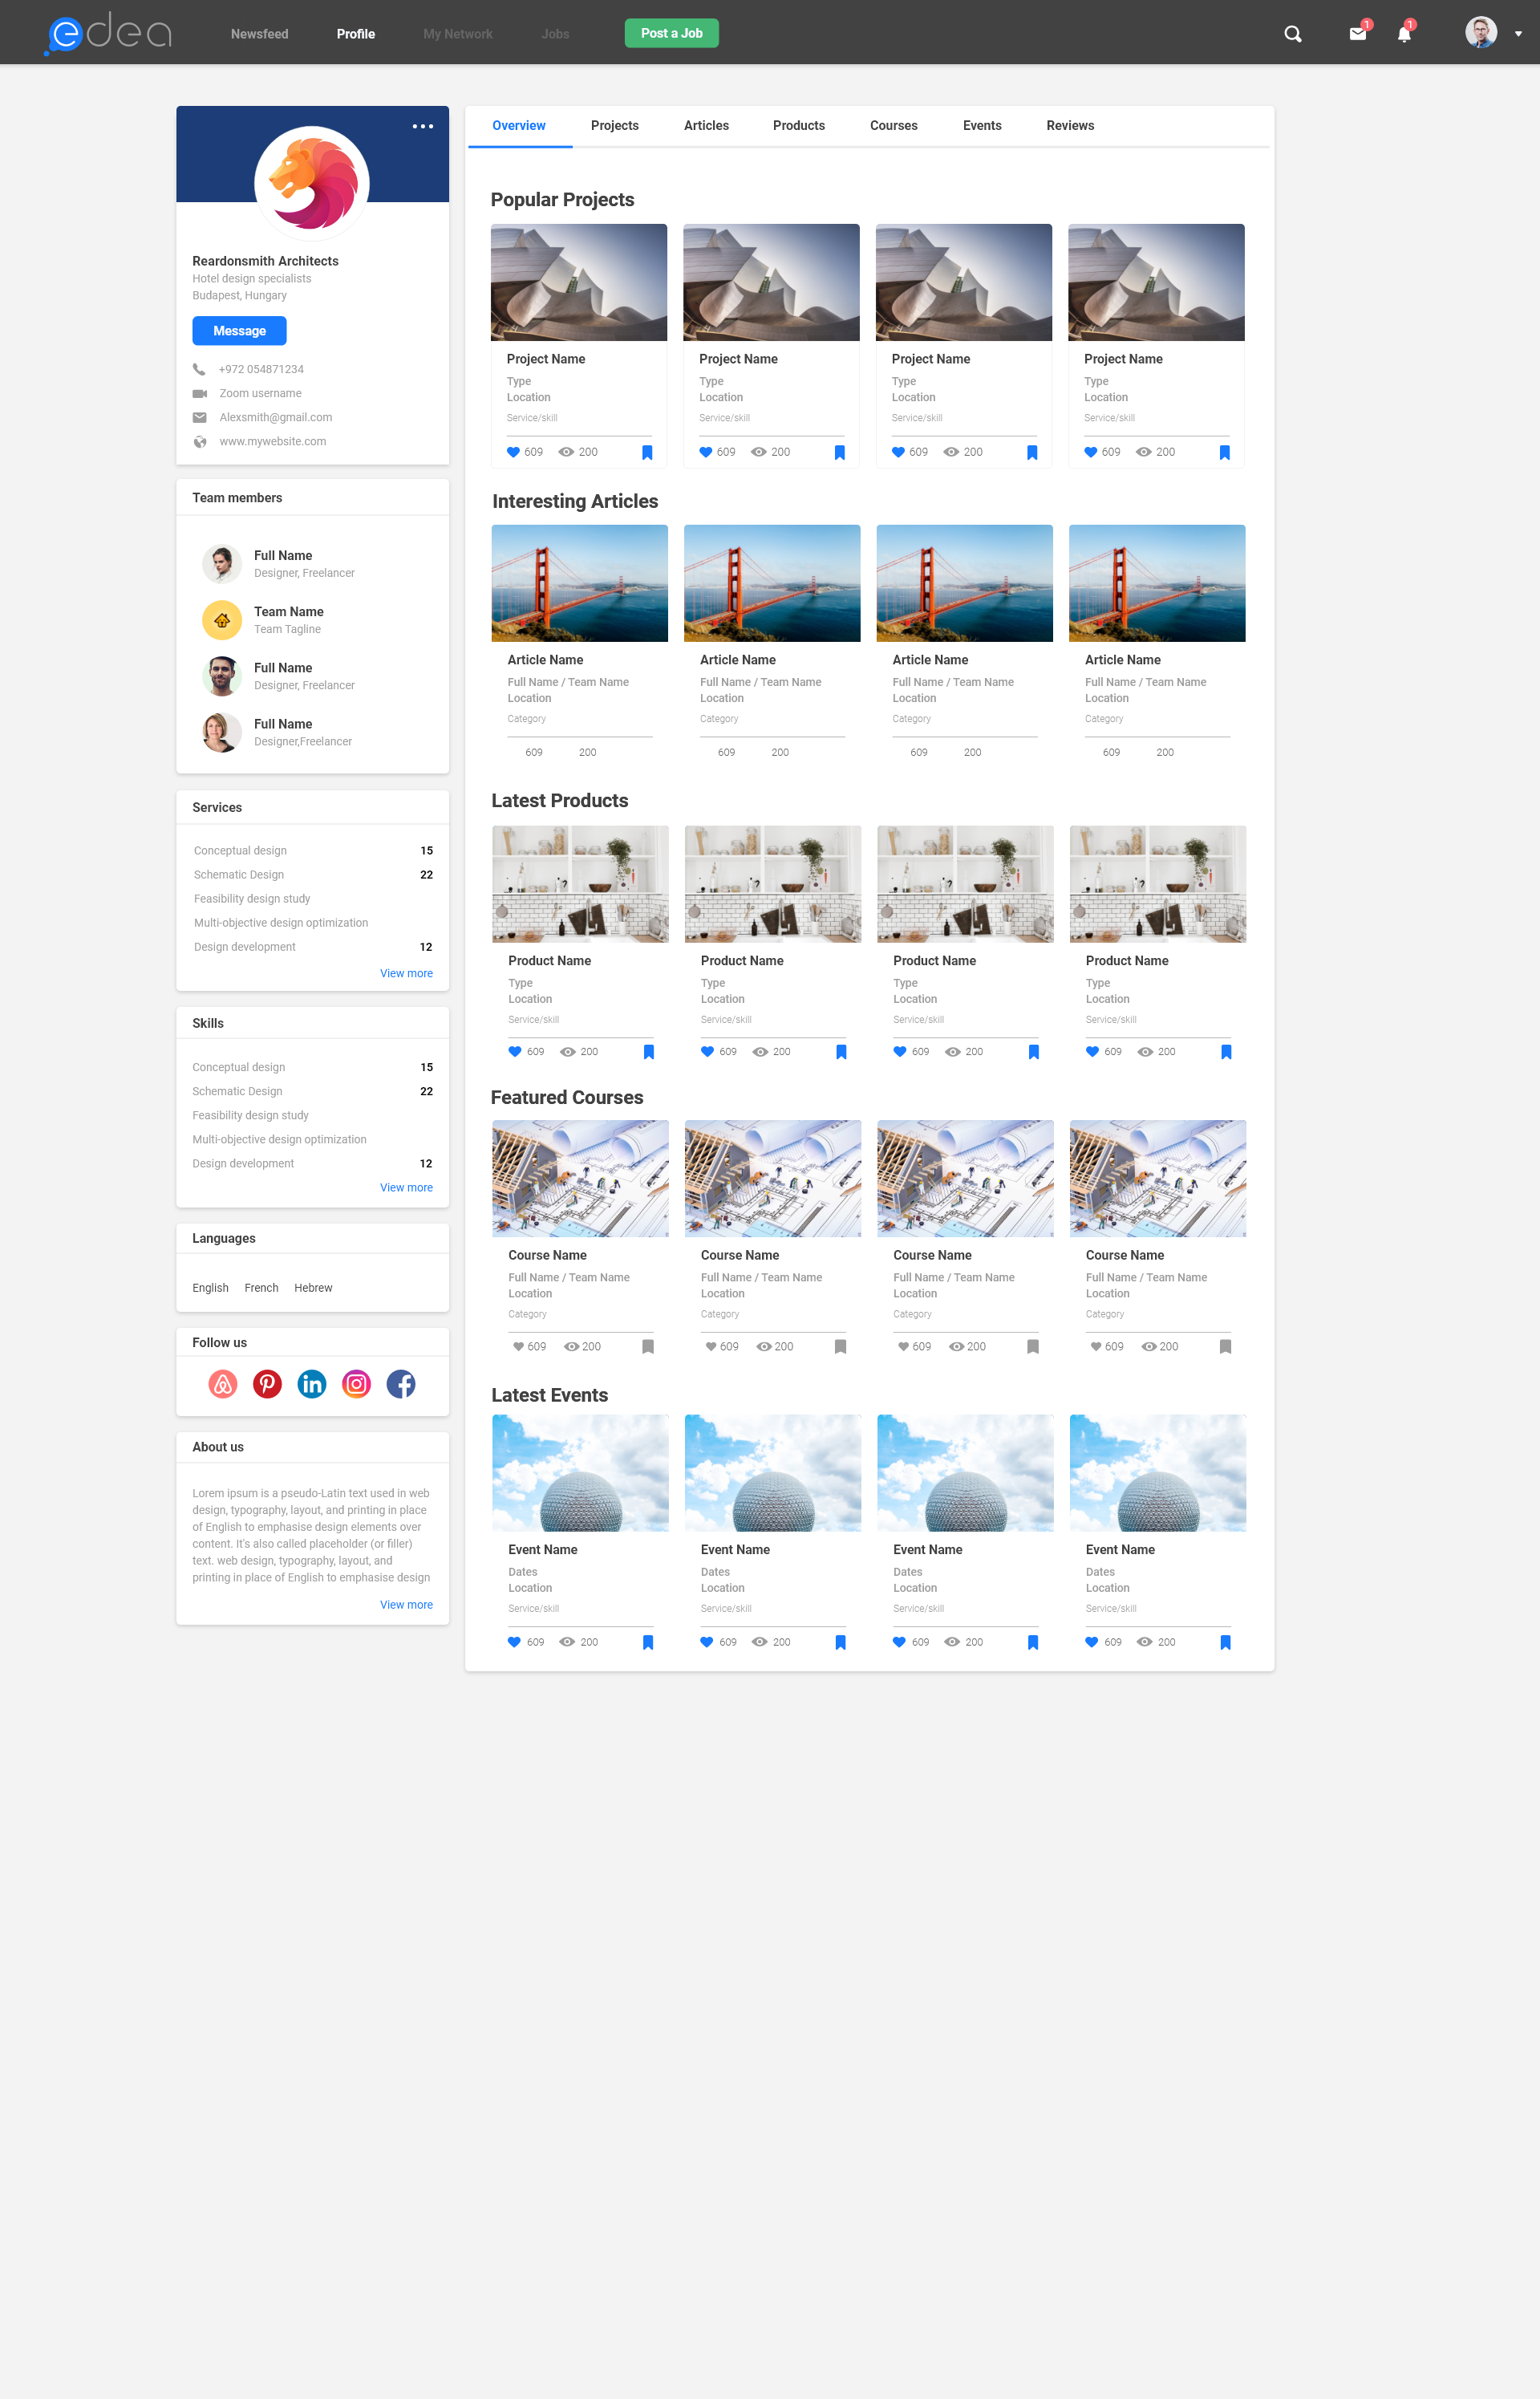 edea
Newsfeed
Profile
My Network
Jobs
Post a Job
1
1
Reardonsmith Architects
Hotel design specialists
Budapest, Hungary
Message
+972 054871234
Zoom username
Alexsmith@gmail.com
www.mywebsite.com
Team members
Full Name
Designer, Freelancer
Team Name
Team Tagline
Full Name
Designer, Freelancer
Full Name
Designer,Freelancer
Services
Conceptual design 15
Schematic Design 22
Feasibility design study
Multi-objective design optimization
Design development 12
View more
Skills
Conceptual design 15
Schematic Design 22
Feasibility design study
Multi-objective design optimization
Design development 12
View more
Languages
English French Hebrew
Follow us
in
About us
Lorem ipsum is a pseudo-Latin text used in web
design, typography, layout, and printing in place
of English to emphasise design elements over
content. It's also called placeholder (or filler)
text. web design, typography, layout, and
printing in place of English to emphasise design
View more
Overview Projects Articles Products Courses Events Reviews
Popular Projects
Project Name Project Name Project Name Project Name
Type Type Type Type
Location Location Location Location
Service/skill Service/skill Service/skill Service/skill
609 200 609 200 609 200 609 200
Interesting Articles
Article Name Article Name Article Name Article Name
Full Name / Team Name Full Name / Team Name Full Name / Team Name Full Name / Team Name
Location Location Location Location
Category Category Category Category
609 200 609 200 609 200 609 200
Latest Products
Product Name Product Name Product Name Product Name
Type Type Type Type
Location Location Location Location
Service/skill Service/skill Service/skill Service/skill
609 200 609 200 609 200 609 200
Featured Courses
Course Name Course Name Course Name Course Name
Full Name / Team Name Full Name / Team Name Full Name / Team Name Full Name / Team Name
Location Location Location Location
Category Category Category Category
609 200 609 200 609 200 609 200
Latest Events
Event Name Event Name Event Name Event Name
Dates Dates Dates Dates
Location Location Location Location
Service/skill Service/skill Service/skill Service/skill
609 200 609 200 609 200 609 200